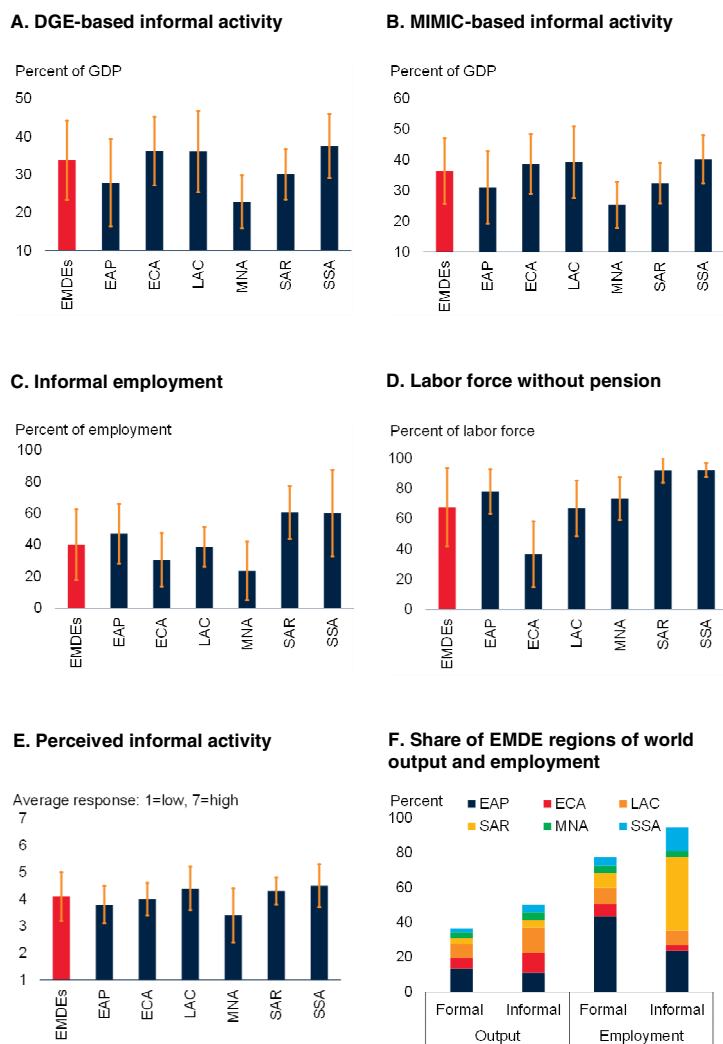 A. DGE-based informal activity
Percent of GDP
50
40
30
20
10
EMDEs EAP ECA LAC MNA SAR SSA
B. MIMIC-based informal activity
Percent of GDP
60
50
40
30
20
10
EMDEs EAP ECA LAC MNA SAR SSA
C. Informal employment
Percent of employment
100
80
60
40
20
0
EMDEs EAP ECA LAC MNA SAR SSA
D. Labor force without pension
Percent of labor force
100
80
60
40
20
0
EMDEs EAP ECA LAC MNA SAR SSA
E. Perceived informal activity
Average response: 1=low, 7=high
7
6
5
4
3
2
1
EMDEs EAP ECA LAC MNA SAR SSA
F. Share of EMDE regions of world
output and employment
Percent
EAP ECA LAC
SAR MNA SSA
100
80
60
40
20
0
Formal Informal Formal Informal
Output Employment